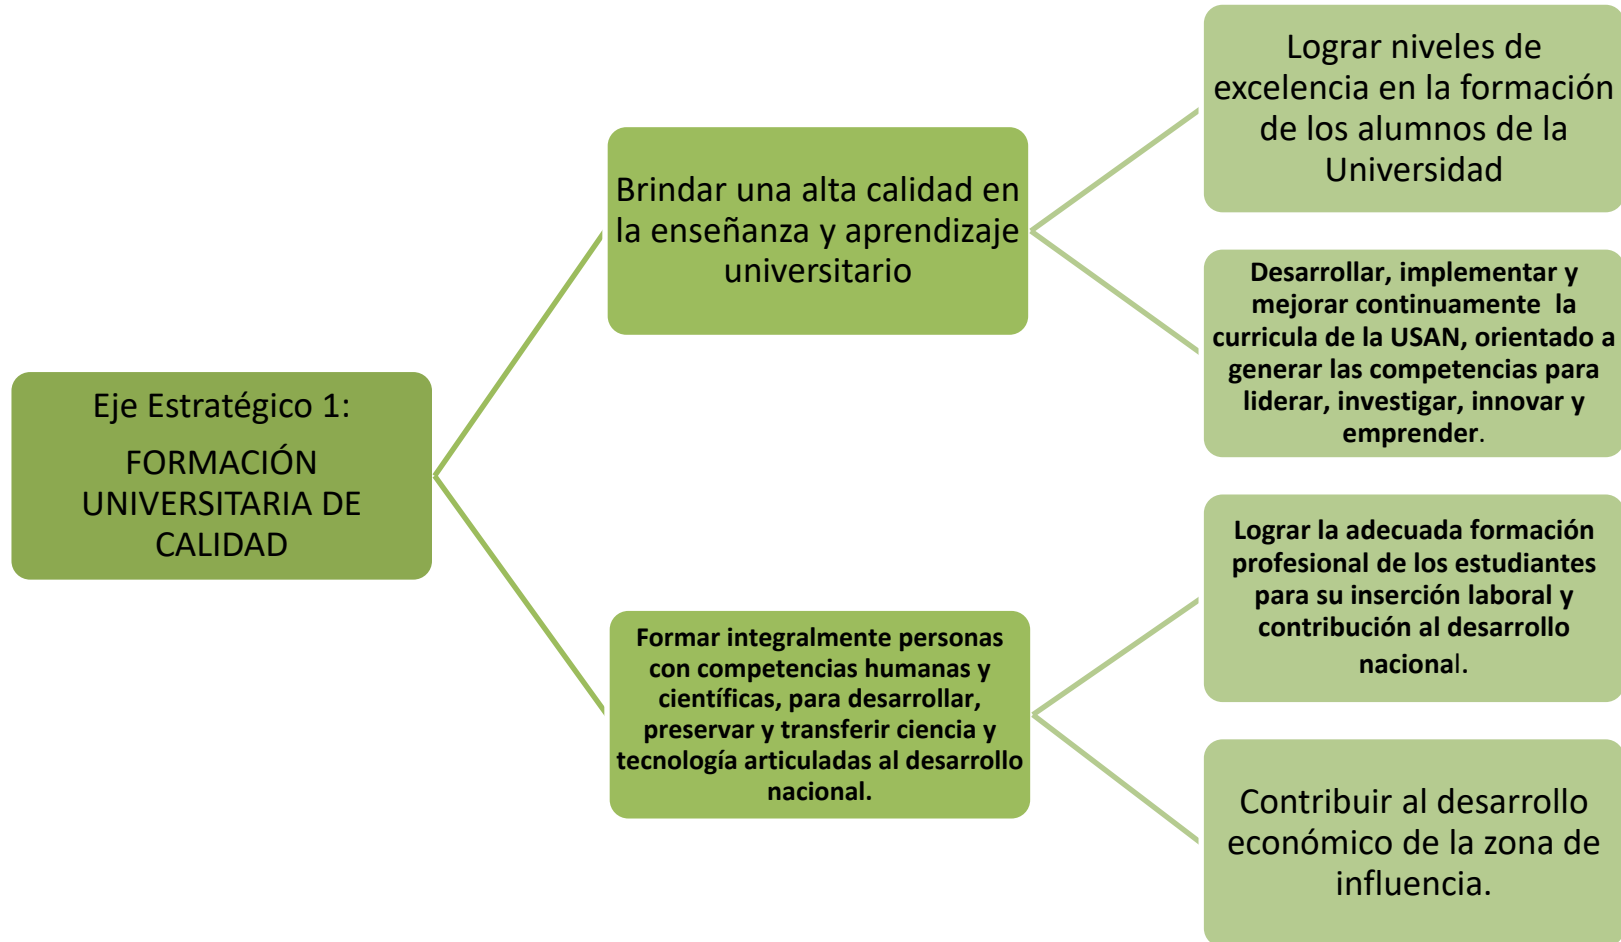 Eje Estratégico 1:
FORMACIÓN
UNIVERSITARIA DE
CALIDAD
Brindar una alta calidad en
la enseñanza y aprendizaje
universitario
Lograr niveles de
excelencia en la formación
de los alumnos de la
Universidad
Desarrollar, implementar y
mejorar continuamente  la
curricula de la USAN, orientado a
generar las competencias para
liderar, investigar, innovar y
emprender.
Formar integralmente personas
con competencias humanas y
científicas, para desarrollar,
preservar y transferir ciencia y
tecnología articuladas al desarrollo
nacional.
Lograr la adecuada formación
profesional de los estudiantes
para su inserción laboral y
contribución al desarrollo
nacional.
Contribuir al desarrollo
económico de la zona de
influencia.